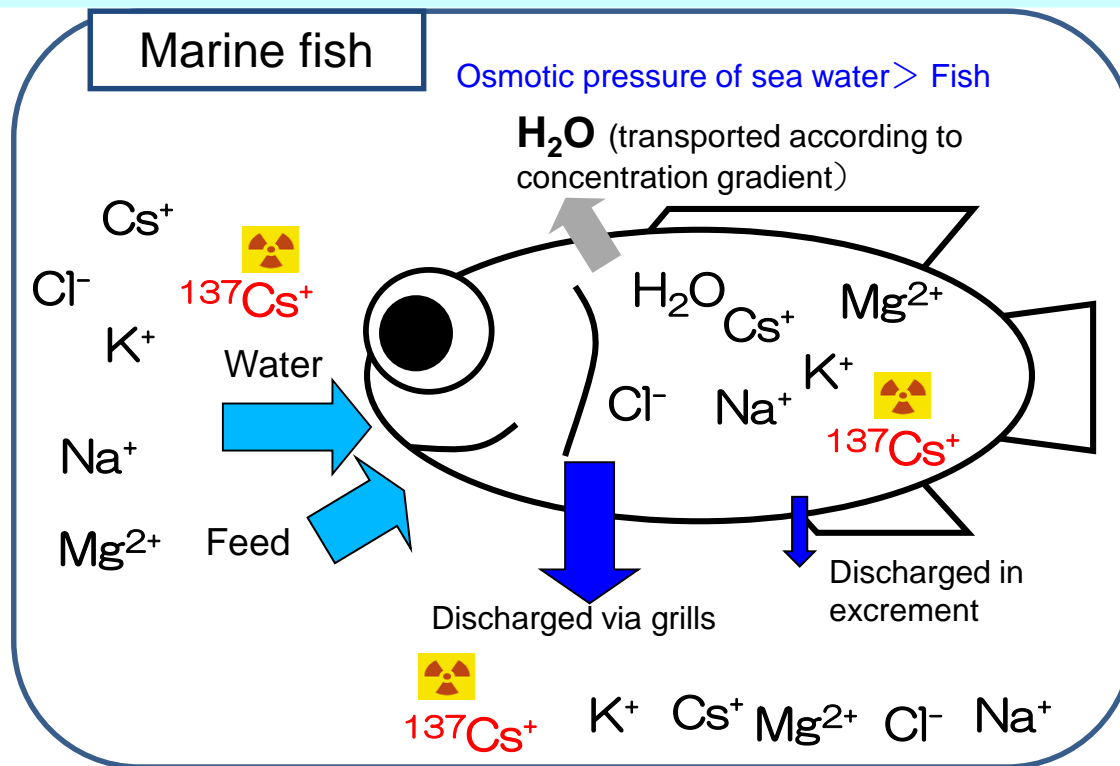 Marine fish
Osmotic pressure of sea water＞ Fish
H₂O (transported according to
concentration gradient）
Cs⁺
¹³⁷Cs⁺
Cl⁻
K⁺
Water
Na⁺
Mg²⁺
Feed
H₂O
Cs⁺
Mg²⁺
K⁺
Cl⁻
Na⁺
¹³⁷Cs⁺
Discharged in
excrement
Discharged via grills
¹³⁷Cs⁺
K⁺ Cs⁺ Mg²⁺ Cl⁻ Na⁺